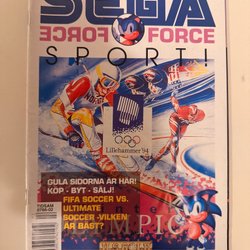 SEGA
FORCE FORCE
SPORT!
Lillehammer '94
GULA SIDORNA ÄR HÄR!
KÖP - BYT - SÄLJ!
FIFA SOCCER VS.
ULTIMATE
SOCCER -VILKEN
ÄR BÄST?